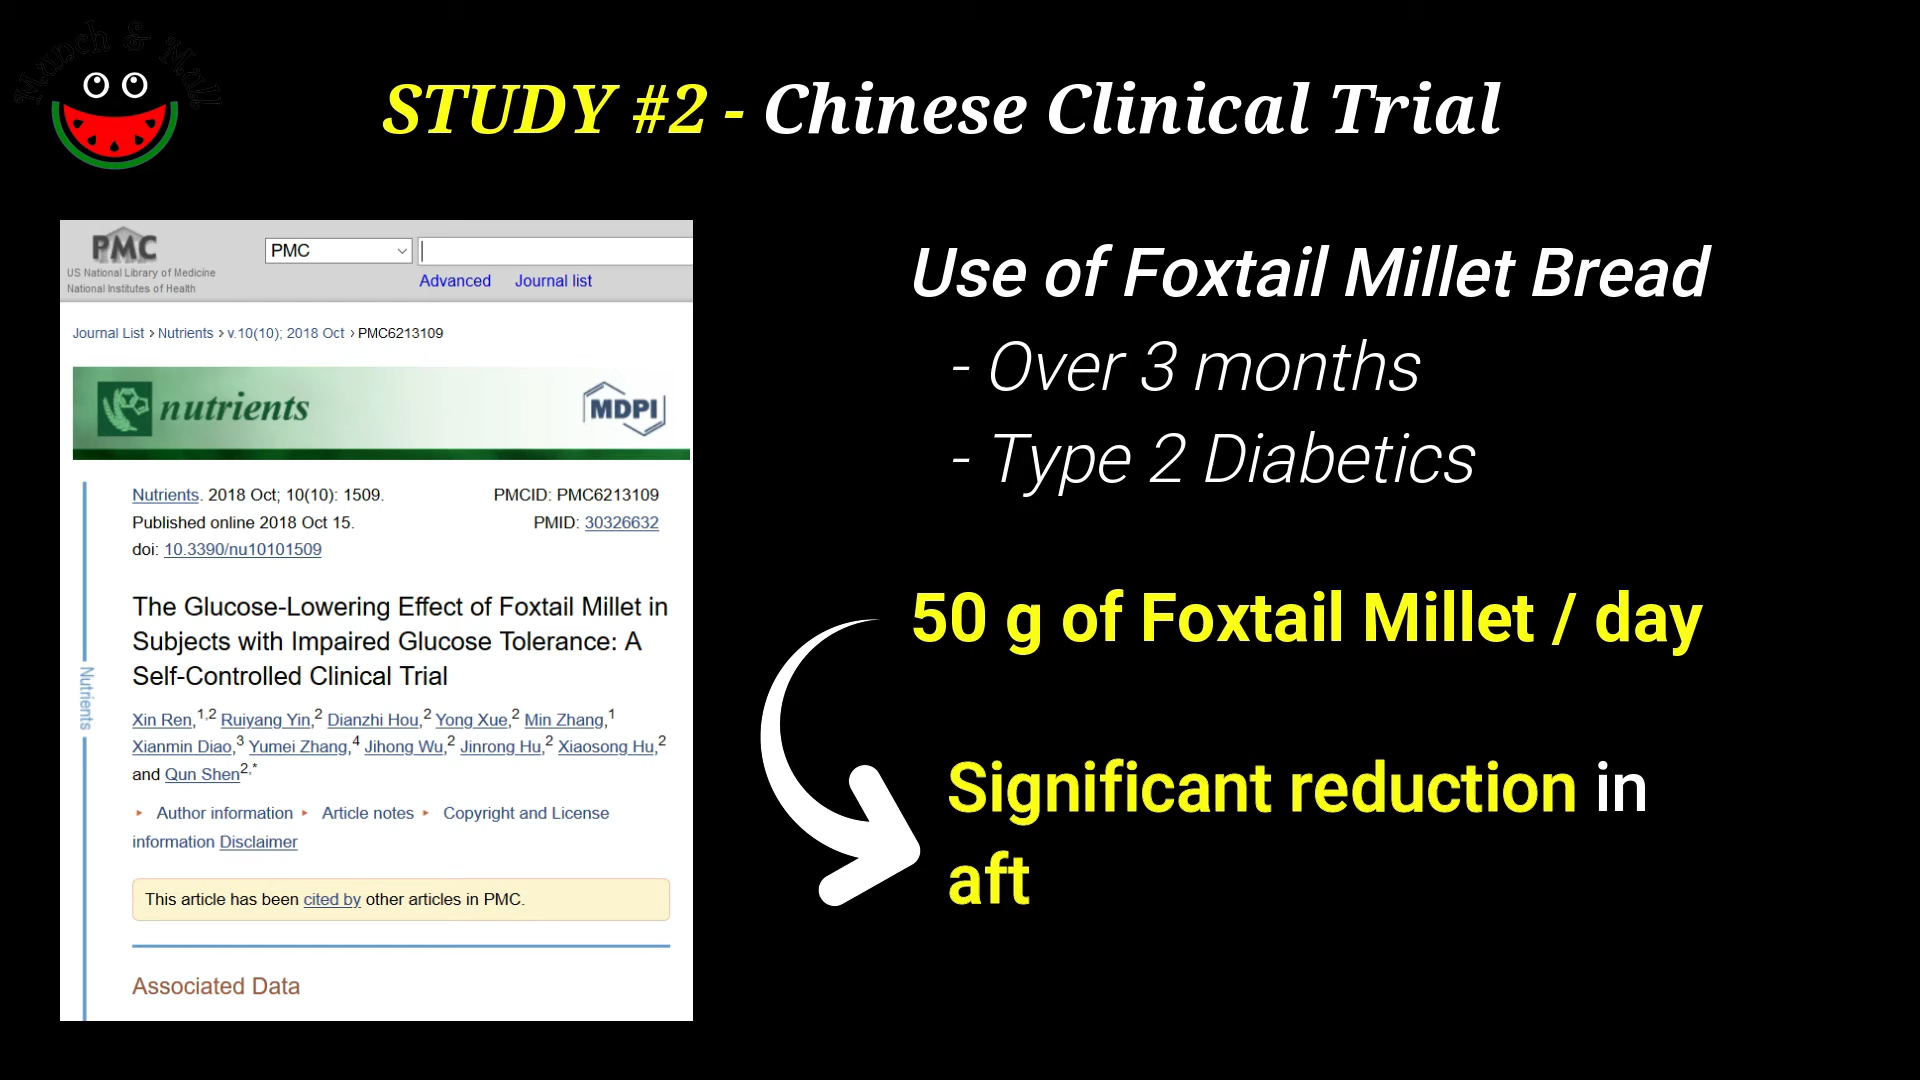 Munch & Mall
STUDY #2 - Chinese Clinical Trial
PMC
US National Library of Medicine
National Institutes of Health
PMC
Advanced Journal list
Journal List › Nutrients › v.10(10); 2018 Oct › PMC6213109
nutrients
MDPI
Nutrients. 2018 Oct; 10(10): 1509. PMCID: PMC6213109
Published online 2018 Oct 15. PMID: 30326632
doi: 10.3390/nu10101509
The Glucose-Lowering Effect of Foxtail Millet in
Subjects with Impaired Glucose Tolerance: A
Self-Controlled Clinical Trial
Xin Ren,1,2 Ruiyang Yin,2 Dianzhi Hou,2 Yong Xue,2 Min Zhang,1
Xianmin Diao,3 Yumei Zhang,4 Jihong Wu,2 Jinrong Hu,2 Xiaosong Hu,2
and Qun Shen2,*
▸ Author information ▸ Article notes ▸ Copyright and License
information Disclaimer
This article has been cited by other articles in PMC.
Associated Data
Nutrients
Use of Foxtail Millet Bread
- Over 3 months
- Type 2 Diabetics
50 g of Foxtail Millet / day
Significant reduction in
aft